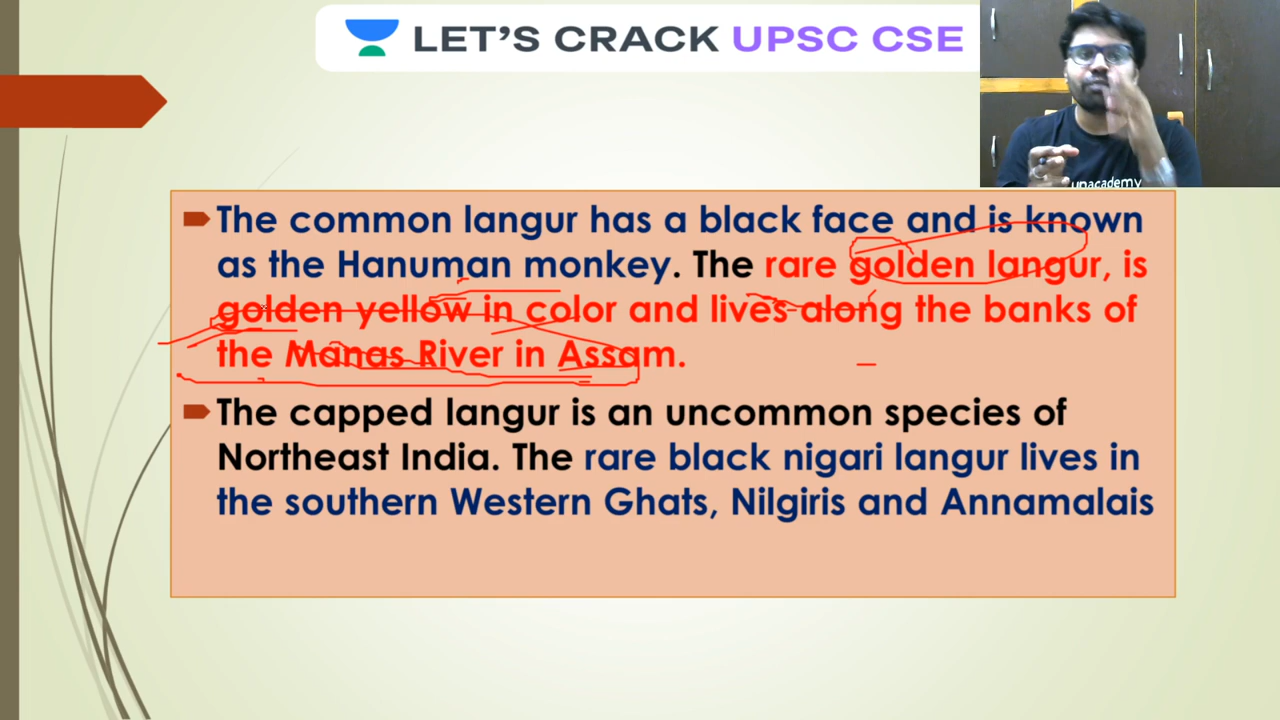 LET'S CRACK UPSC CSE
unacademy
The common langur has a black face and is known
as the Hanuman monkey. The rare golden langur, is
golden yellow in color and lives along the banks of
the Manas River in Assam.
The capped langur is an uncommon species of
Northeast India. The rare black nigari langur lives in
the southern Western Ghats, Nilgiris and Annamalais